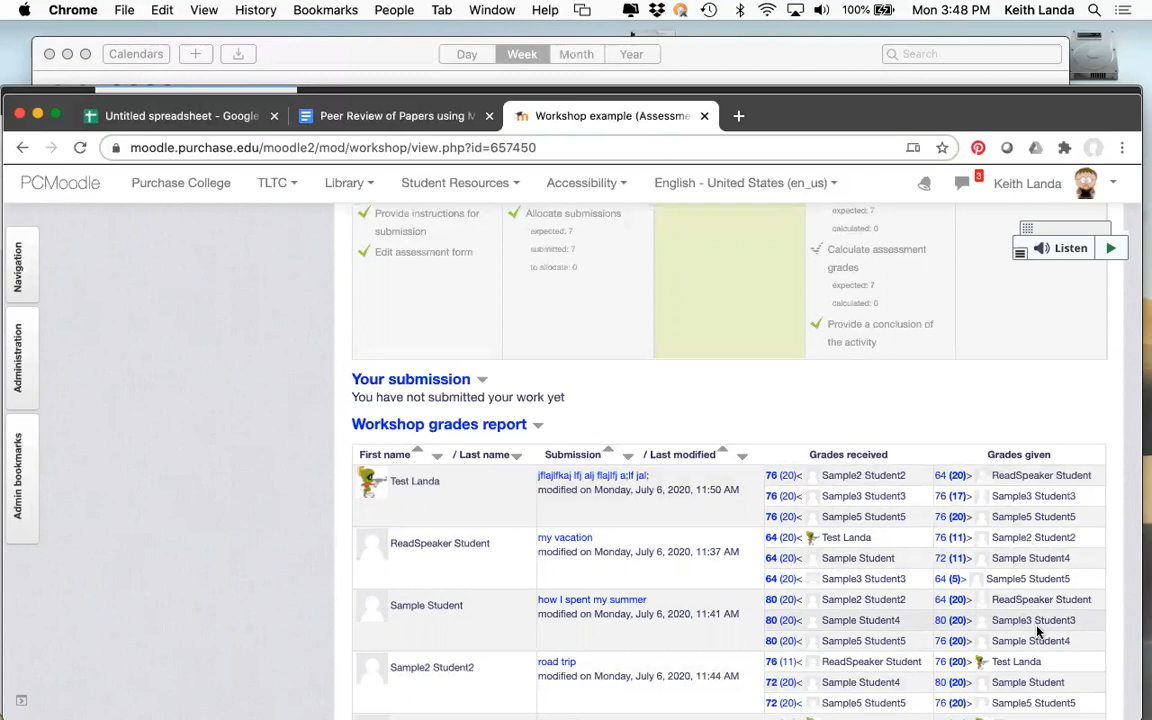 Chrome File Edit View History Bookmarks People Tab Window Help 100% Mon 3:48 PM Keith Landa
Calendars + Day Week Month Year Search
Untitled spreadsheet - Google Peer Review of Papers using M Workshop example (Assessme
moodle.purchase.edu/moodle2/mod/workshop/view.php?id=657450
PCMoodle Purchase College TLTC Library Student Resources Accessibility English - United States (en_us) 3 Keith Landa
Navigation
Administration
Admin bookmarks
Provide instructions for
submission
Edit assessment form
Allocate submissions
expected: 7
submitted: 7
to allocate: 0
expected: 7
calculated: 0
Calculate assessment
grades
expected: 7
calculated: 0
Provide a conclusion of
the activity
Listen
Your submission
You have not submitted your work yet
Workshop grades report
First name / Last name Submission / Last modified Grades received Grades given
Test Landa
jflajlfkaj lfj alj flajlfj a;lf jal;
modified on Monday, July 6, 2020, 11:50 AM
76 (20)< Sample2 Student2 64 (20)> ReadSpeaker Student
76 (20)< Sample3 Student3 76 (17)> Sample3 Student3
76 (20)< Sample5 Student5 76 (20)> Sample5 Student5
ReadSpeaker Student
my vacation
modified on Monday, July 6, 2020, 11:37 AM
64 (20)< Test Landa 76 (11)> Sample2 Student2
64 (20)< Sample Student 72 (11)> Sample Student4
64 (20)< Sample3 Student3 64 (5)> Sample5 Student5
Sample Student
how I spent my summer
modified on Monday, July 6, 2020, 11:41 AM
80 (20)< Sample2 Student2 64 (20)> ReadSpeaker Student
80 (20)< Sample Student4 80 (20)> Sample3 Student3
80 (20)< Sample5 Student5 76 (20)> Sample Student4
Sample2 Student2
road trip
modified on Monday, July 6, 2020, 11:44 AM
76 (11)< ReadSpeaker Student 76 (20)> Test Landa
72 (20)< Sample Student4 80 (20)> Sample Student
72 (20)< Sample5 Student5 76 (20)> Sample5 Student5